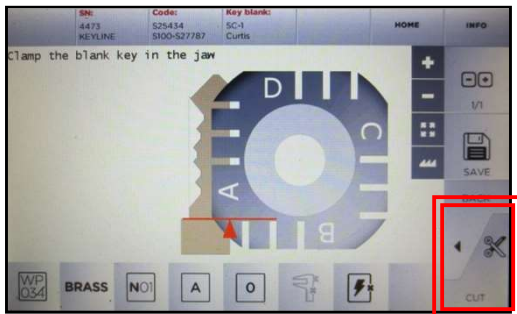 SN: Code: Key blank:
4473 S25434 SC-1 HOME INFO
KEYLINE S100-S27787 Curtis
Clamp the blank key in the jaw
D
C
A
B
1/1
SAVE
BACK
WP 034 BRASS N01 A 0
CUT